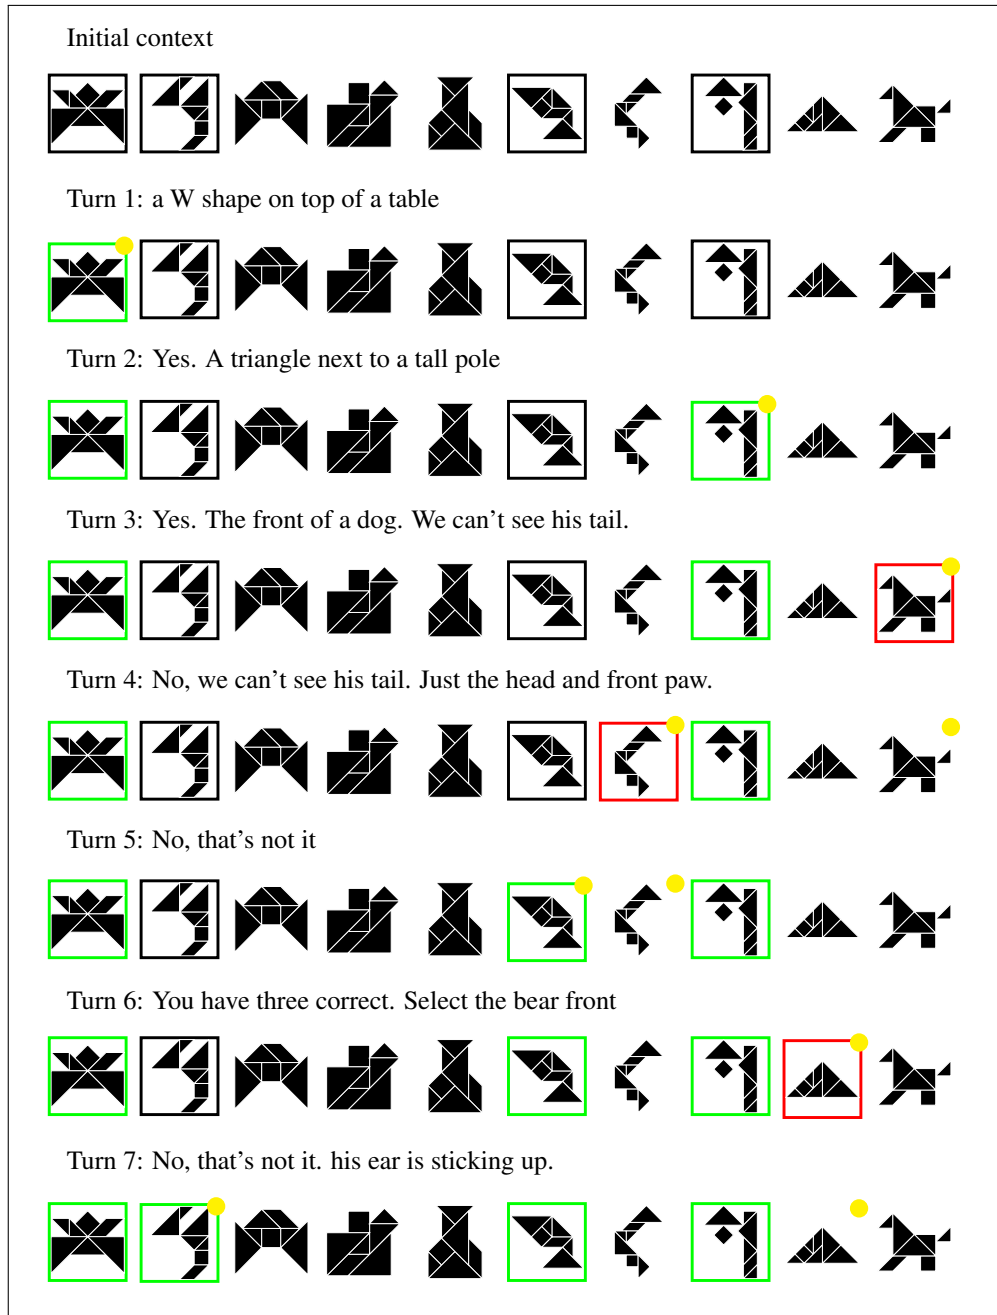 Initial context
Turn 1: a W shape on top of a table
Turn 2: Yes. A triangle next to a tall pole
Turn 3: Yes. The front of a dog. We can't see his tail.
Turn 4: No, we can't see his tail. Just the head and front paw.
Turn 5: No, that's not it
Turn 6: You have three correct. Select the bear front
Turn 7: No, that's not it. his ear is sticking up.